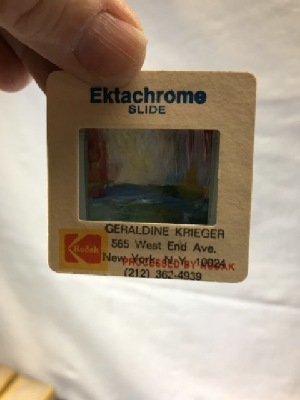 Ektachrome
SLIDE
GERALDINE KRIEGER
565 West End Ave.
New York, N.Y. 10024
PROCESSED BY KODAK
(212) 362-4939
Kodak